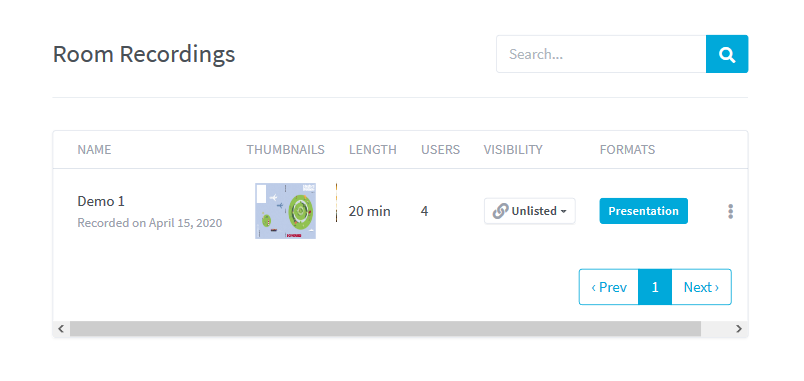 Room Recordings
Search...
NAME THUMBNAILS LENGTH USERS VISIBILITY FORMATS
Demo 1
Recorded on April 15, 2020
20 min 4 Unlisted Presentation
‹ Prev 1 Next ›